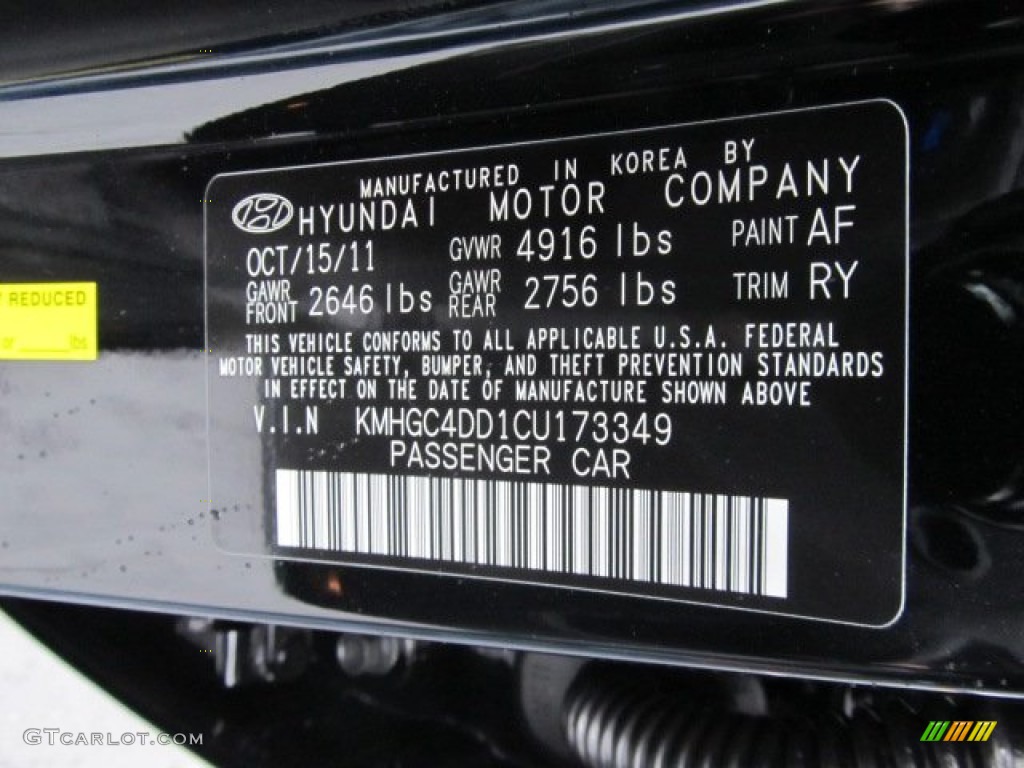 MANUFACTURED IN KOREA BY
HYUNDAI MOTOR COMPANY
OCT/15/11 GVWR 4916 lbs PAINT AF
GAWR FRONT 2646 lbs GAWR REAR 2756 lbs TRIM RY
THIS VEHICLE CONFORMS TO ALL APPLICABLE U.S.A. FEDERAL
MOTOR VEHICLE SAFETY, BUMPER, AND THEFT PREVENTION STANDARDS
IN EFFECT ON THE DATE OF MANUFACTURE SHOWN ABOVE
V.I.N KMHGC4DD1CU173349
PASSENGER CAR
REDUCED
or ______lbs
GTCARLOT.COM